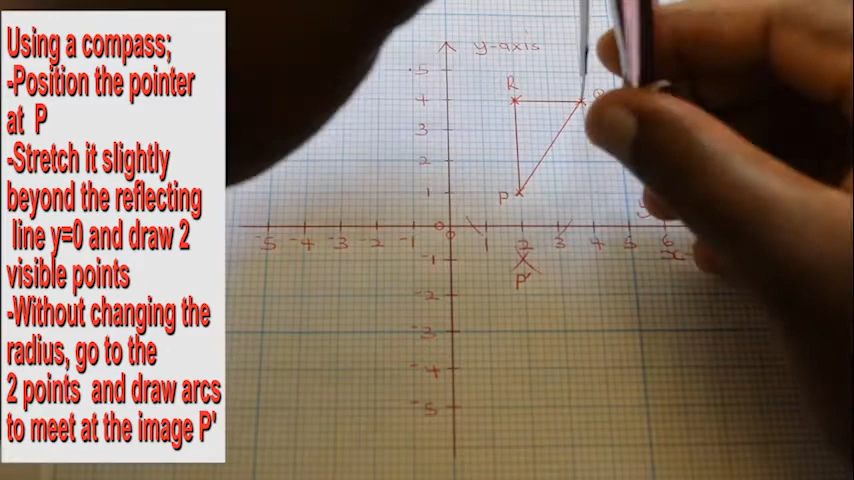 Using a compass;
-Position the pointer
at P
-Stretch it slightly
beyond the reflecting
line y=0 and draw 2
visible points
-Without changing the
radius, go to the
2 points and draw arcs
to meet at the image P'
y-axis
5
R
4
3
2
P
1
0
-5 -4 -3 -2 -1 0 1 2 3 4 5 6
-1
P'
-2
-3
-4
-5